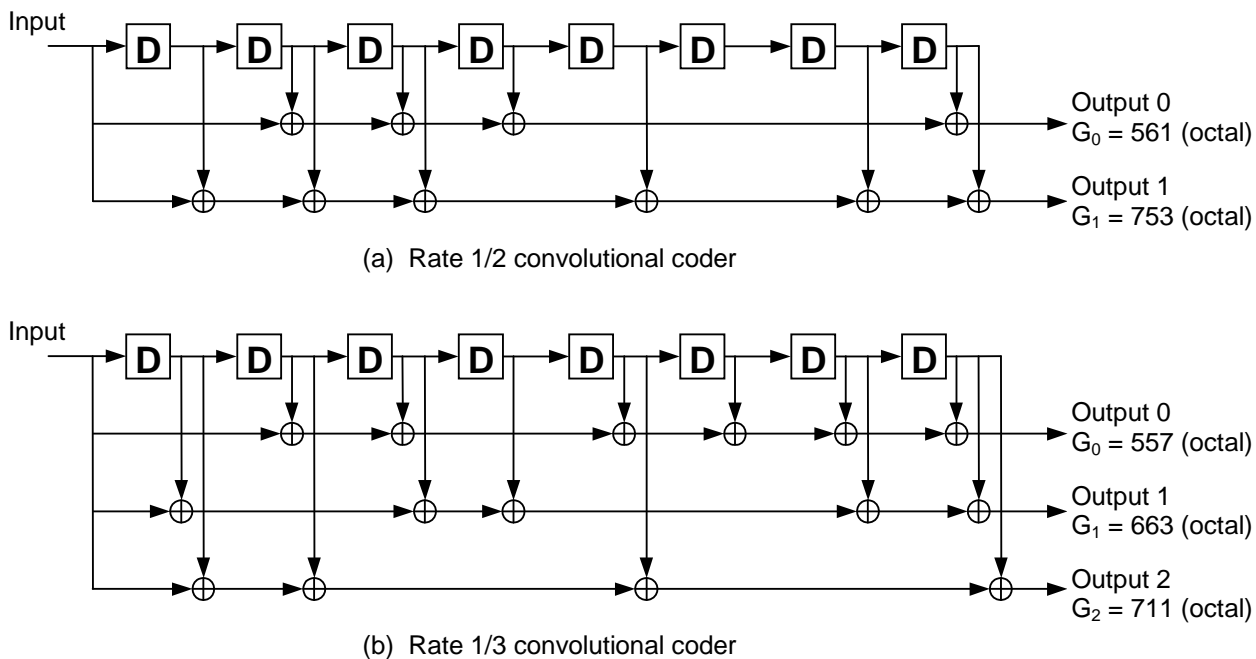 Input
D D D D D D D D
Output 0
G₀ = 561 (octal)
Output 1
G₁ = 753 (octal)
(a) Rate 1/2 convolutional coder
Input
D D D D D D D D
Output 0
G₀ = 557 (octal)
Output 1
G₁ = 663 (octal)
Output 2
G₂ = 711 (octal)
(b) Rate 1/3 convolutional coder